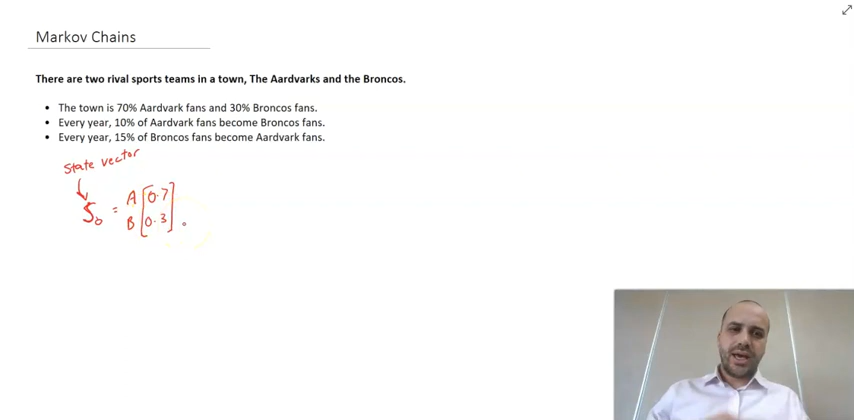 Markov Chains
There are two rival sports teams in a town, The Aardvarks and the Broncos.
• The town is 70% Aardvark fans and 30% Broncos fans.
• Every year, 10% of Aardvark fans become Broncos fans.
• Every year, 15% of Broncos fans become Aardvark fans.
State vector
S₀ = A [0.7]
B [0.3]